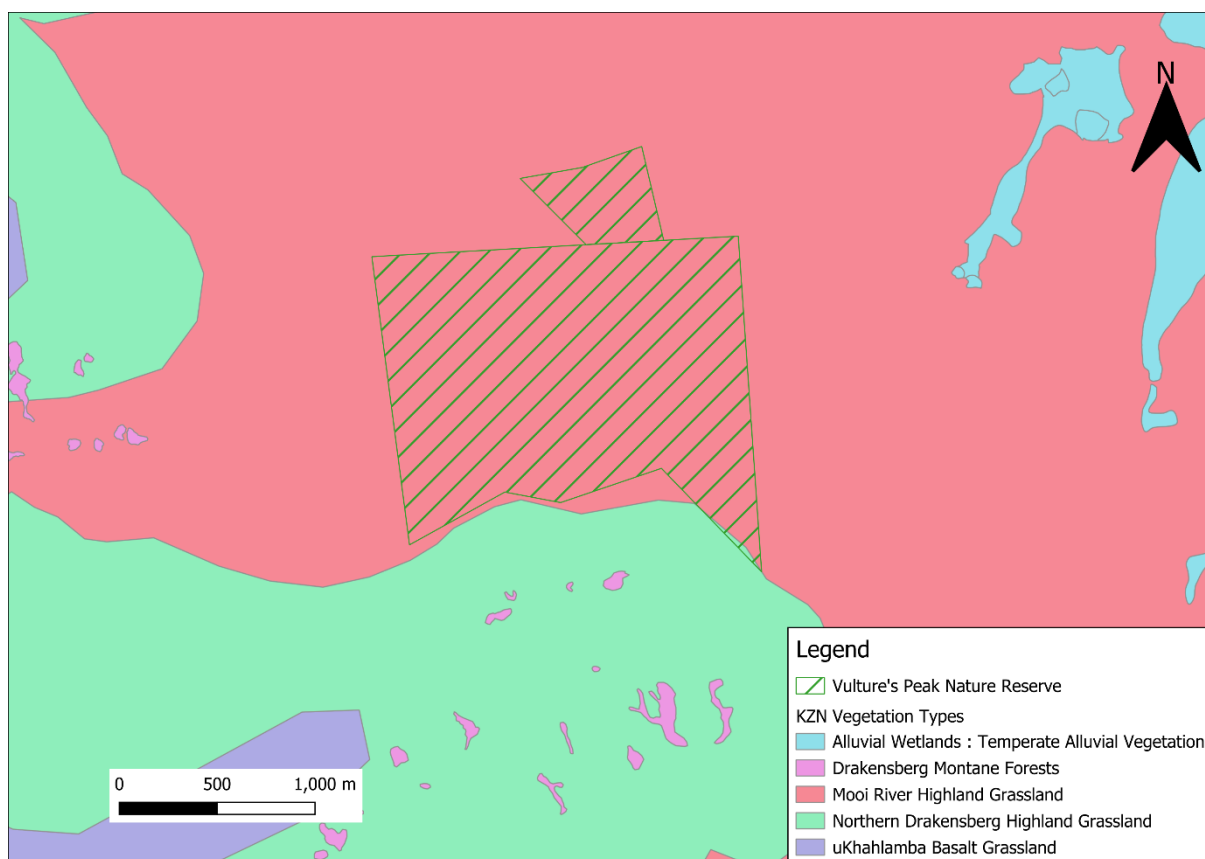 N
Legend
Vulture's Peak Nature Reserve
KZN Vegetation Types
Alluvial Wetlands : Temperate Alluvial Vegetation
Drakensberg Montane Forests
Mooi River Highland Grassland
Northern Drakensberg Highland Grassland
uKhahlamba Basalt Grassland
0 500 1,000 m